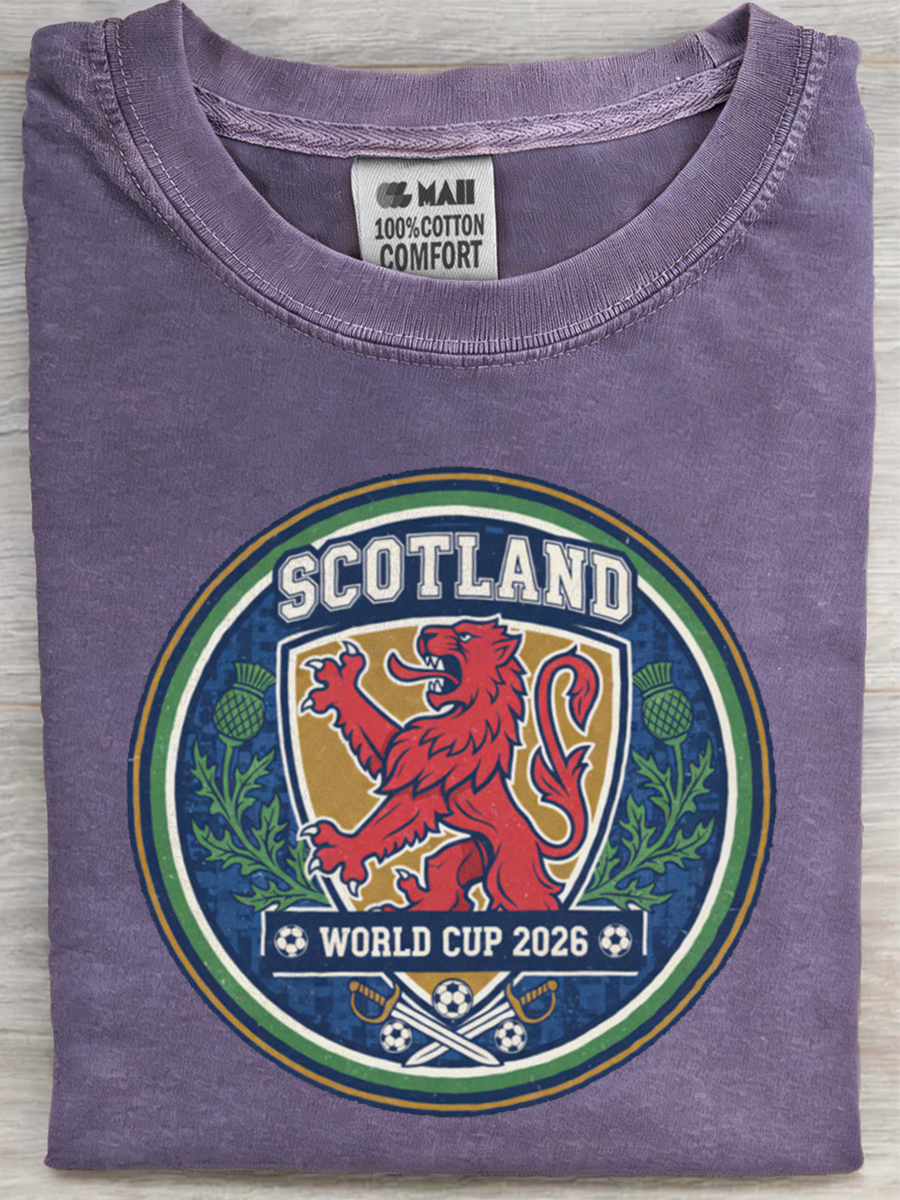 MAII
100%COTTON
COMFORT
SCOTLAND
WORLD CUP 2026